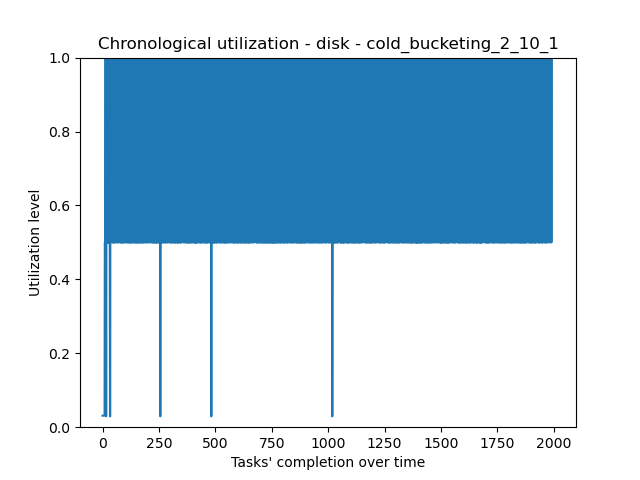 Chronological utilization - disk - cold_bucketing_2_10_1
1.0
0.8
0.6
0.4
0.2
0.0
Utilization level
0 250 500 750 1000 1250 1500 1750 2000
Tasks' completion over time